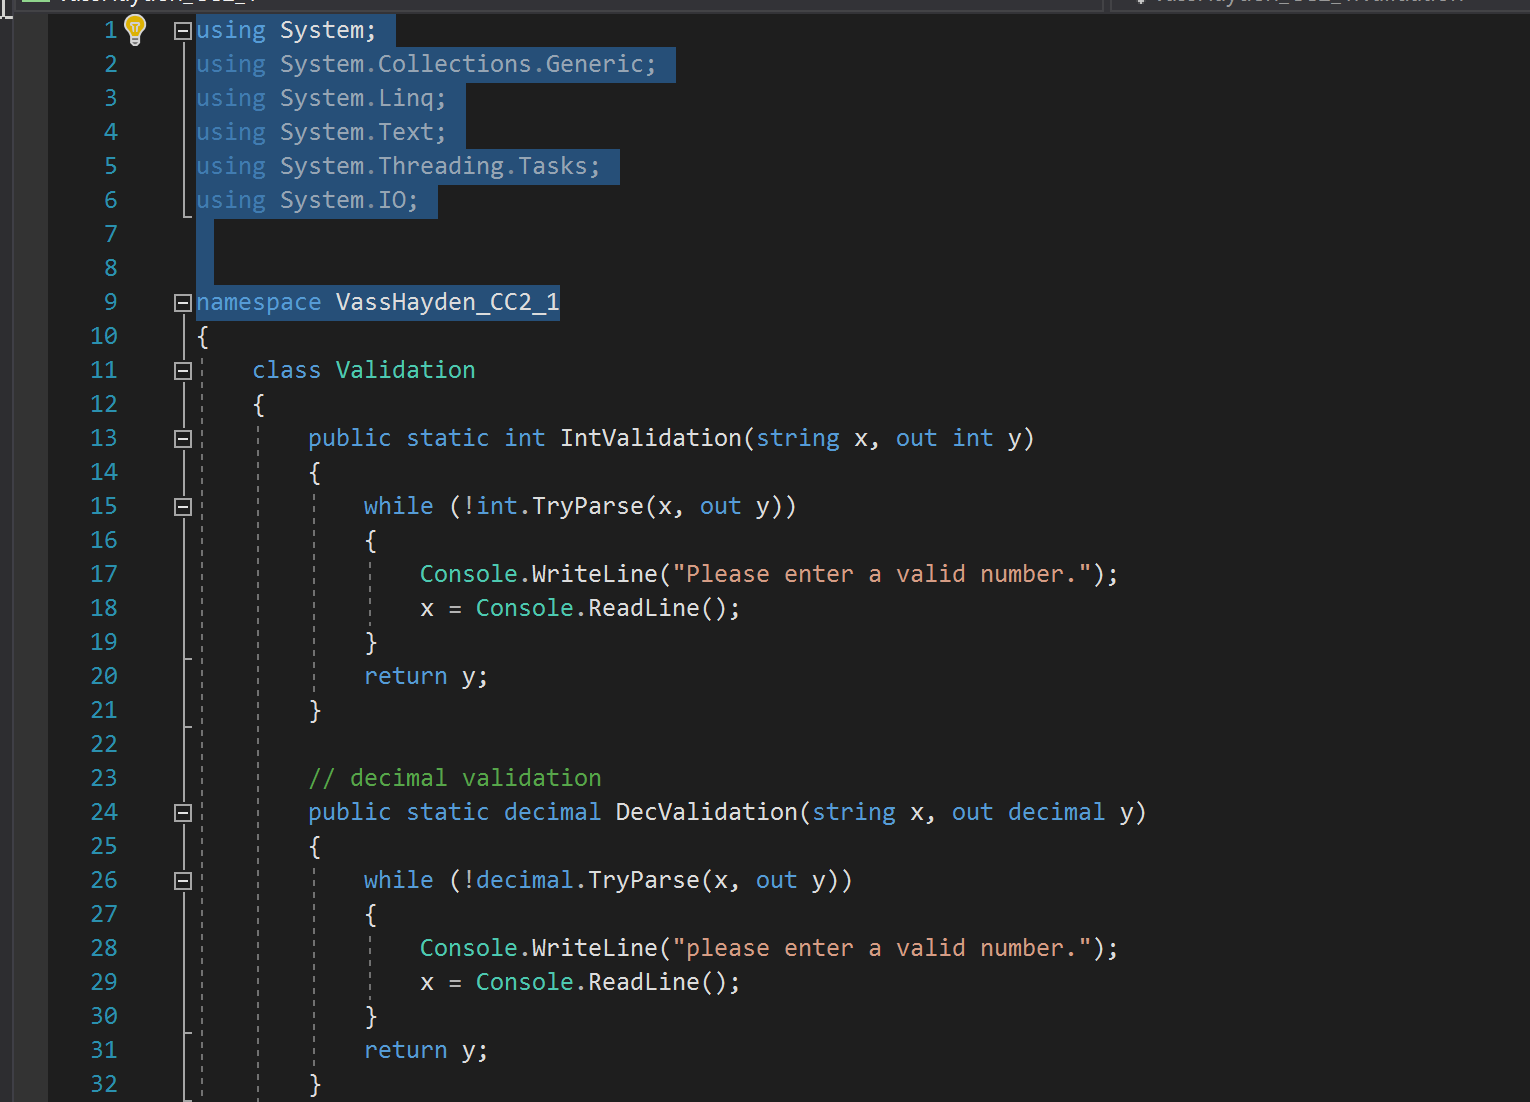 1 using System;
2 using System.Collections.Generic;
3 using System.Linq;
4 using System.Text;
5 using System.Threading.Tasks;
6 using System.IO;
7
8
9 namespace VassHayden_CC2_1
10 {
11 class Validation
12 {
13 public static int IntValidation(string x, out int y)
14 {
15 while (!int.TryParse(x, out y))
16 {
17 Console.WriteLine("Please enter a valid number.");
18 x = Console.ReadLine();
19 }
20 return y;
21 }
22
23 // decimal validation
24 public static decimal DecValidation(string x, out decimal y)
25 {
26 while (!decimal.TryParse(x, out y))
27 {
28 Console.WriteLine("please enter a valid number.");
29 x = Console.ReadLine();
30 }
31 return y;
32 }